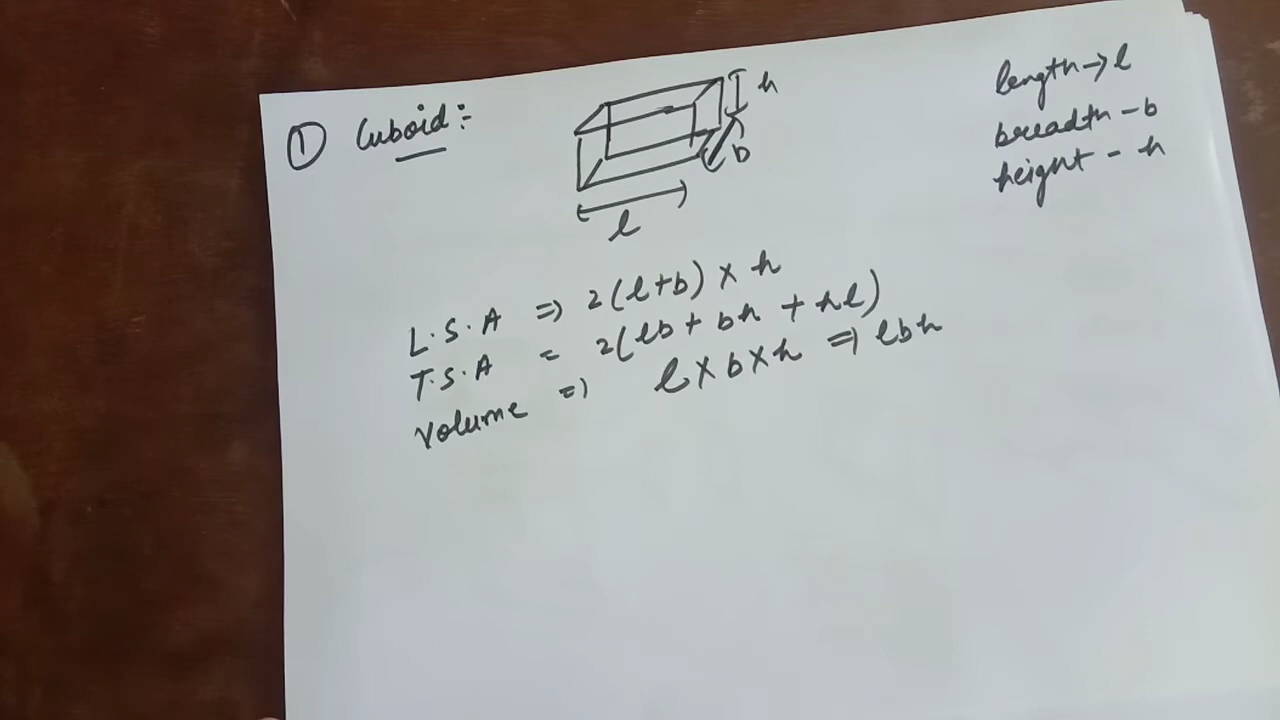 ① Cuboid:-
h
b
l
length → l
breadth - b
height - h
L.S.A ⇒ 2(l+b) × h
T.S.A = 2(lb + bh + hl)
Volume ⇒ l×b×h ⇒ lbh